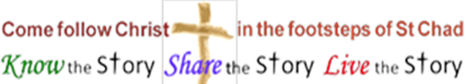 Come follow Christ in the footsteps of St Chad
Know the Story Share the Story Live the Story